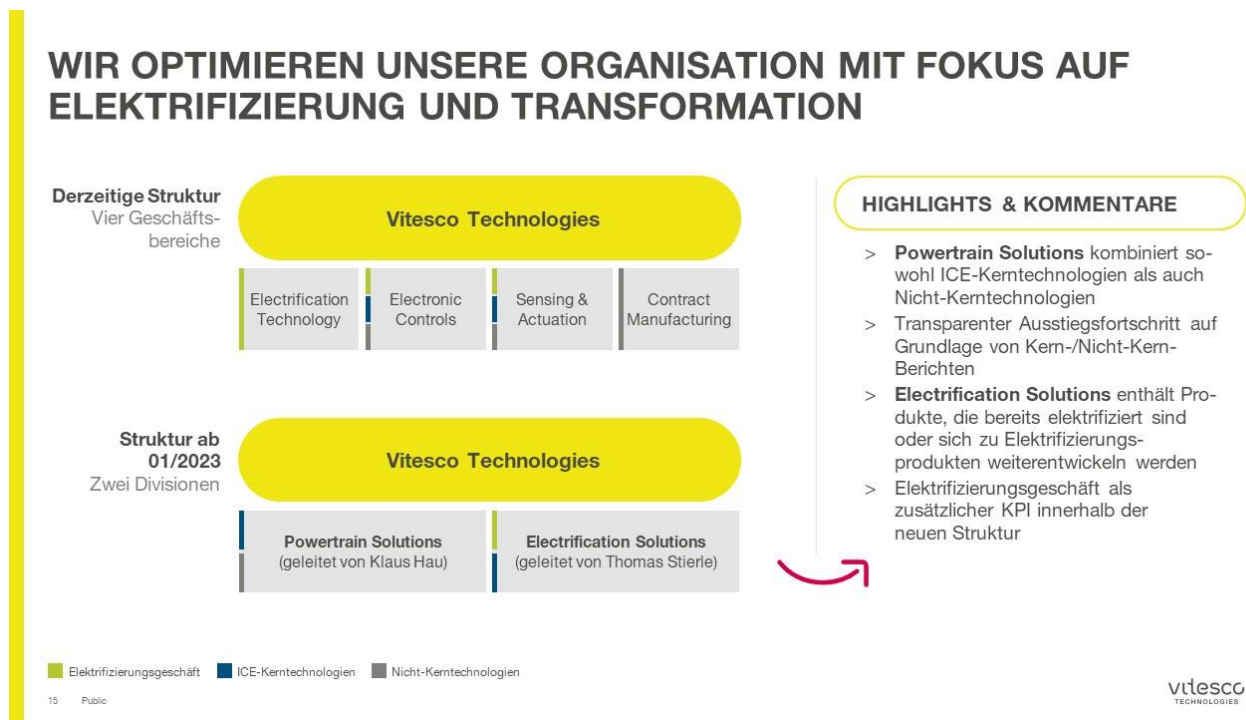 WIR OPTIMIEREN UNSERE ORGANISATION MIT FOKUS AUF
ELEKTRIFIZIERUNG UND TRANSFORMATION
Derzeitige Struktur
Vier Geschäfts-
bereiche
Vitesco Technologies
Electrification
Technology
Electronic
Controls
Sensing &
Actuation
Contract
Manufacturing
Struktur ab
01/2023
Zwei Divisionen
Vitesco Technologies
Powertrain Solutions
(geleitet von Klaus Hau)
Electrification Solutions
(geleitet von Thomas Stierle)
HIGHLIGHTS & KOMMENTARE
> Powertrain Solutions kombiniert so-
wohl ICE-Kerntechnologien als auch
Nicht-Kerntechnologien
> Transparenter Ausstiegsfortschritt auf
Grundlage von Kern-/Nicht-Kern-
Berichten
> Electrification Solutions enthält Pro-
dukte, die bereits elektrifiziert sind
oder sich zu Elektrifizierungs-
produkten weiterentwickeln werden
> Elektrifizierungsgeschäft als
zusätzlicher KPI innerhalb der
neuen Struktur
Elektrifizierungsgeschäft ICE-Kerntechnologien Nicht-Kerntechnologien
15 Public
vitesco
TECHNOLOGIES